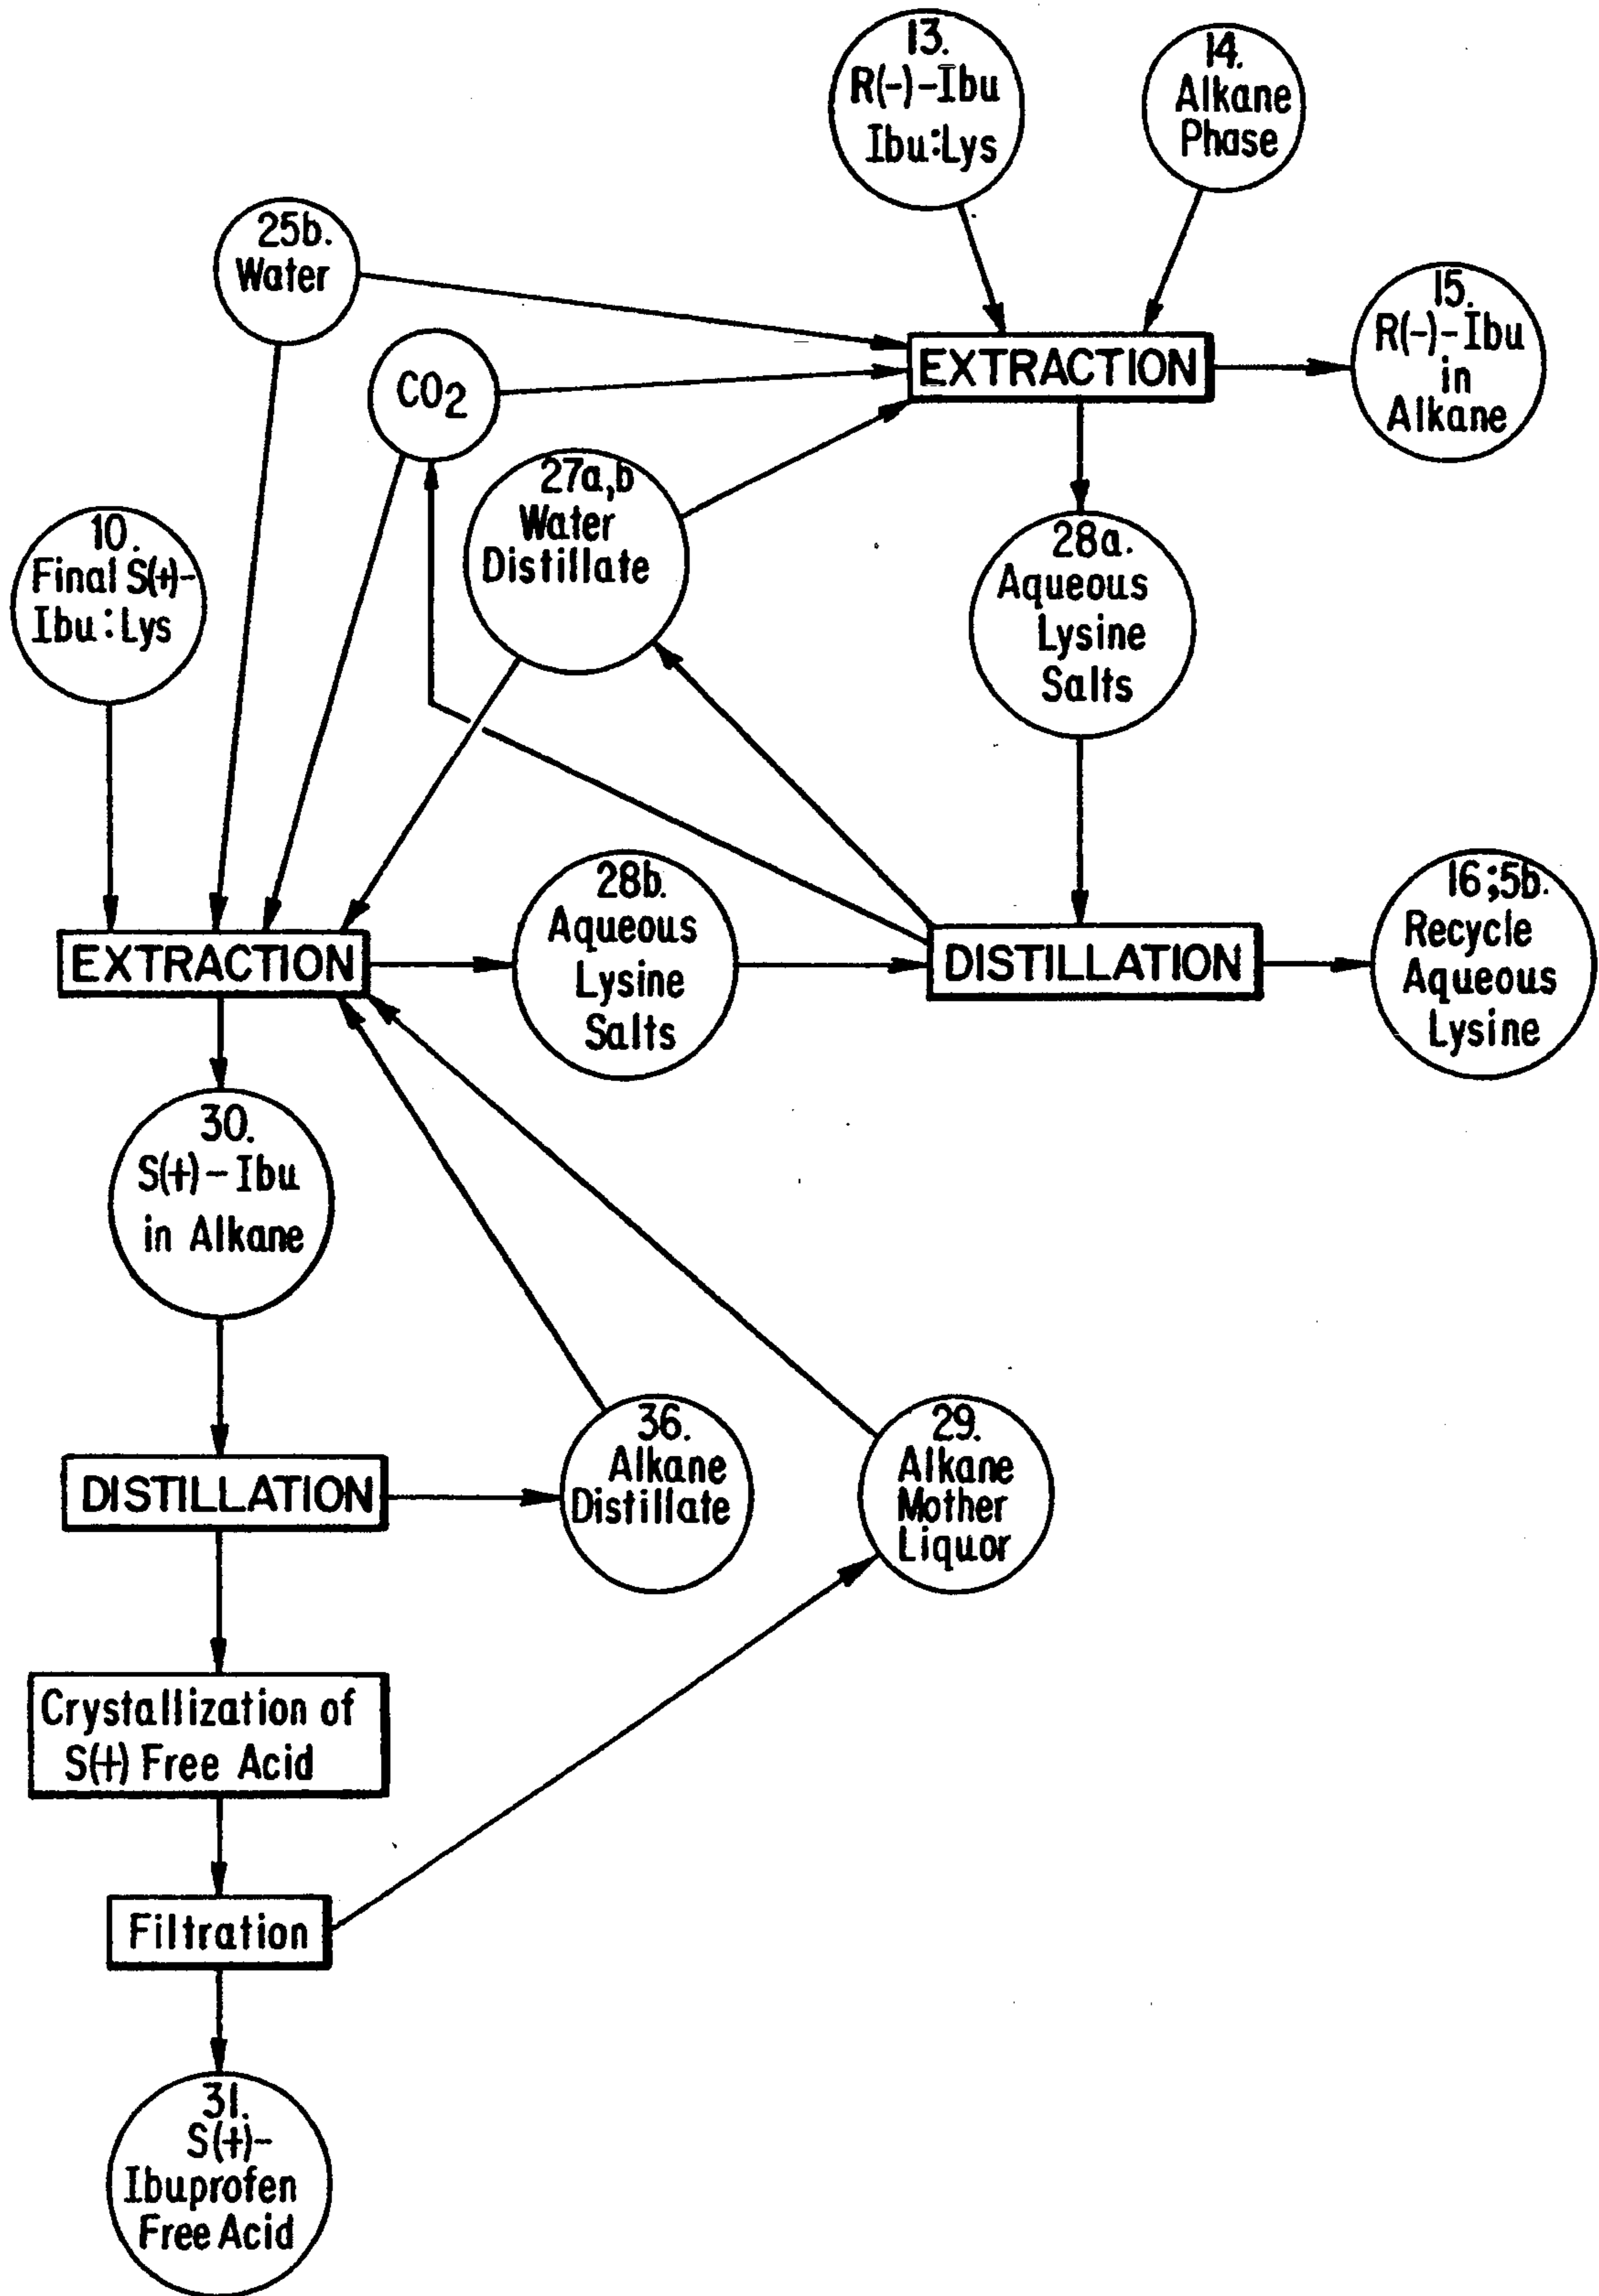 13.
R(-)-Ibu
Ibu:Lys
14.
Alkane
Phase
25b.
Water
15.
R(-)-Ibu
in
Alkane
EXTRACTION
CO2
27a,b
Water
Distillate
10.
Final S(+)-
Ibu:Lys
28a.
Aqueous
Lysine
Salts
28b.
Aqueous
Lysine
Salts
16;5b.
Recycle
Aqueous
Lysine
EXTRACTION
DISTILLATION
30.
S(+)-Ibu
in Alkane
36.
Alkane
Distillate
29.
Alkane
Mother
Liquor
DISTILLATION
Crystallization of
S(+) Free Acid
Filtration
31.
S(+)-
Ibuprofen
Free Acid